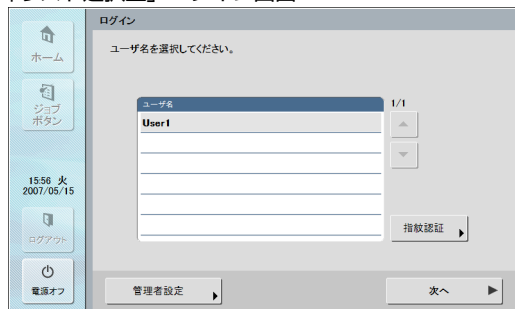 ログイン
ホーム
ユーザ名を選択してください。
ジョブ
ボタン
ユーザ名
1/1
User1
15:56 火
2007/05/15
ログアウト
指紋認証
電源オフ
管理者設定
次へ